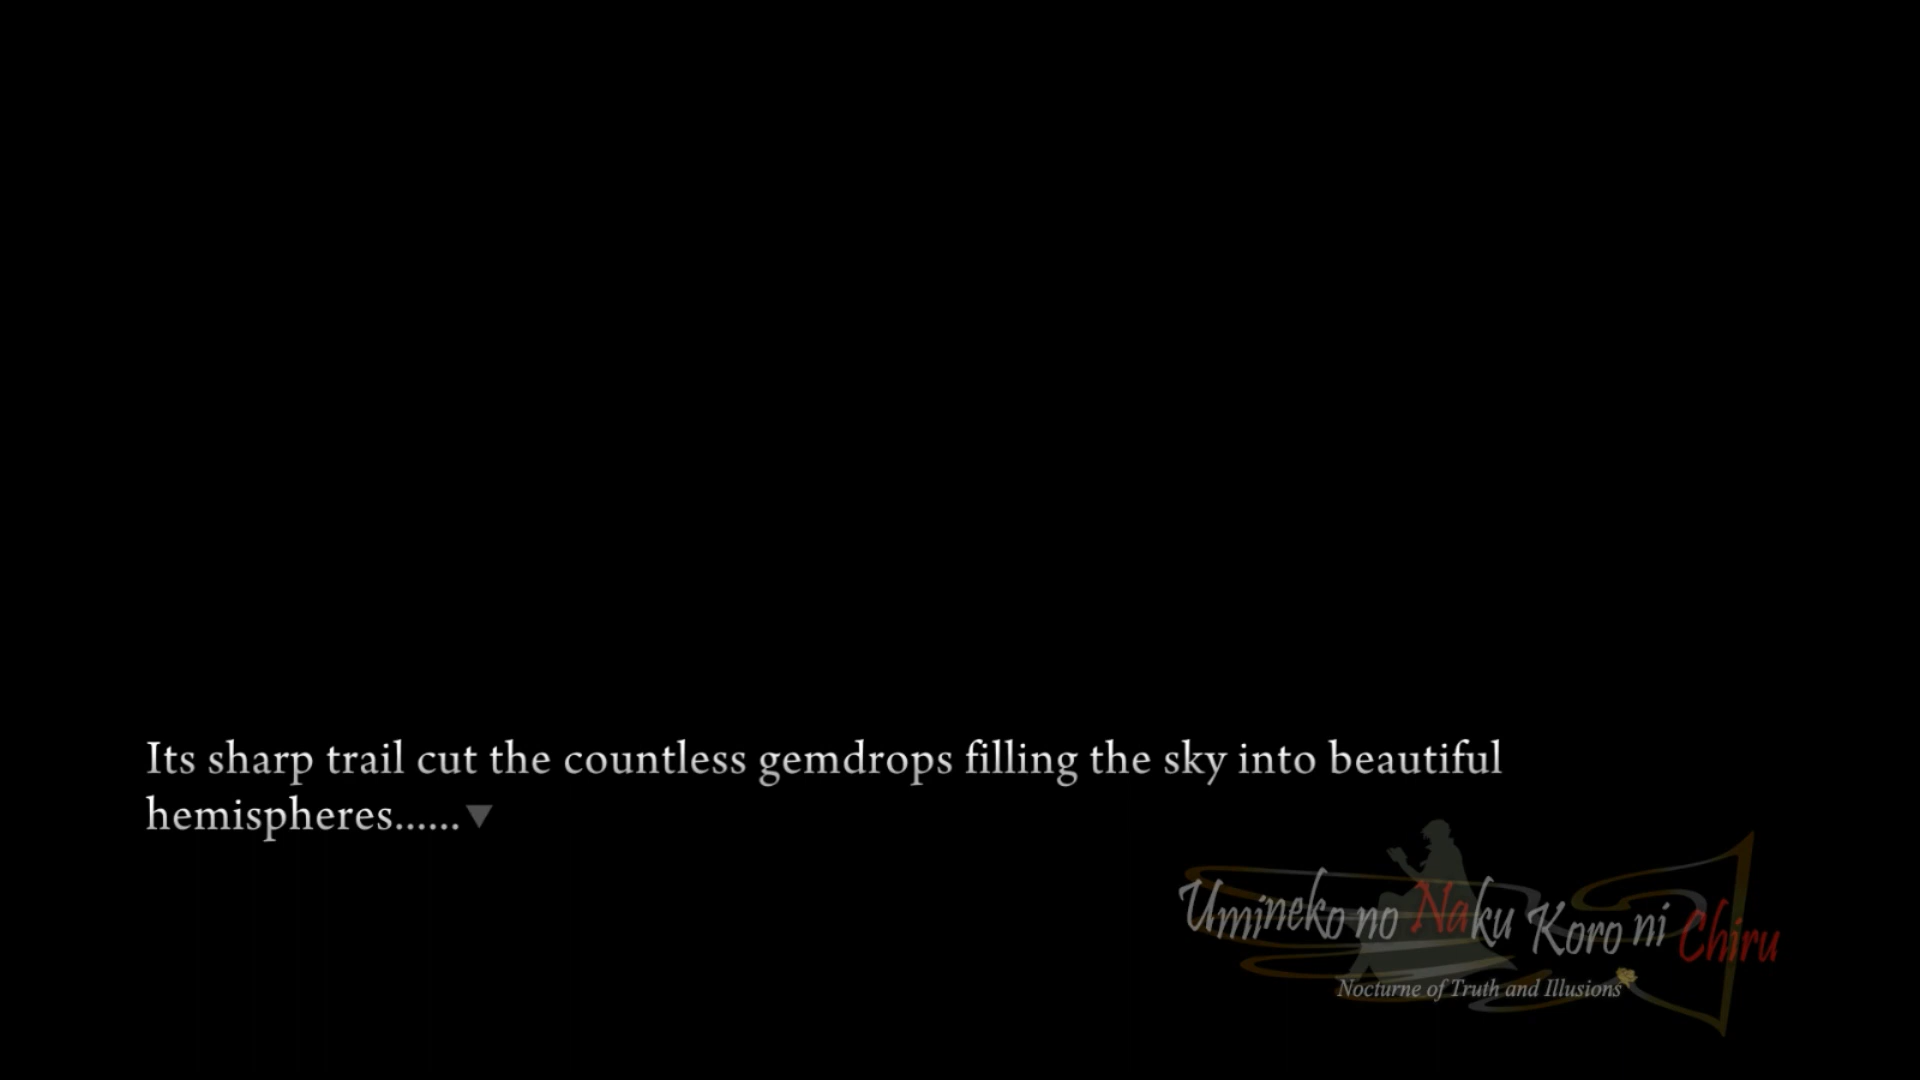 Its sharp trail cut the countless gemdrops filling the sky into beautiful
hemispheres......
Umineko no Naku Koro ni Chiru
Nocturne of Truth and Illusions